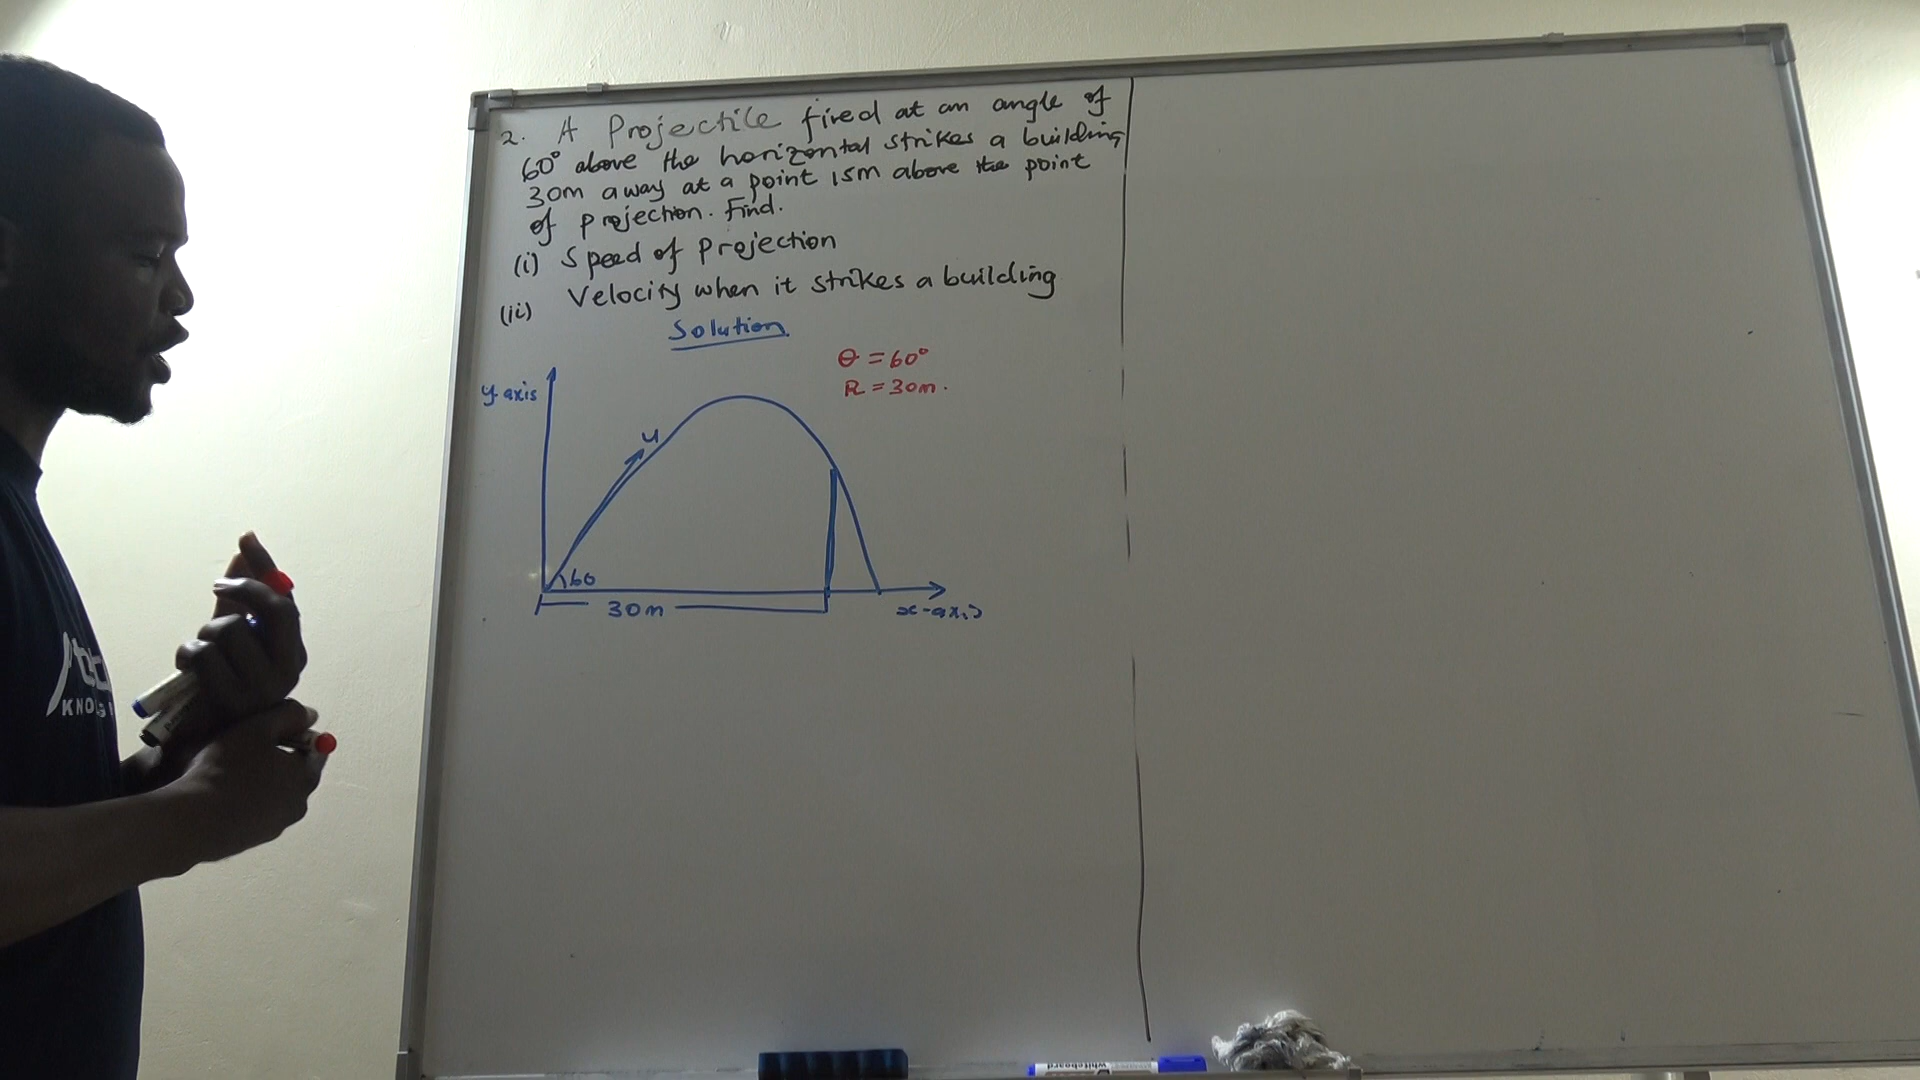 2. A Projectile fired at an angle of
60° above the horizontal strikes a building
30m away at a point 15m above the point
of projection. Find.
(i) Speed of Projection
(ii) Velocity when it strikes a building
Solution
θ = 60°
R = 30m.
y-axis
u
60
30m
x-axis
KNO
whiteboard